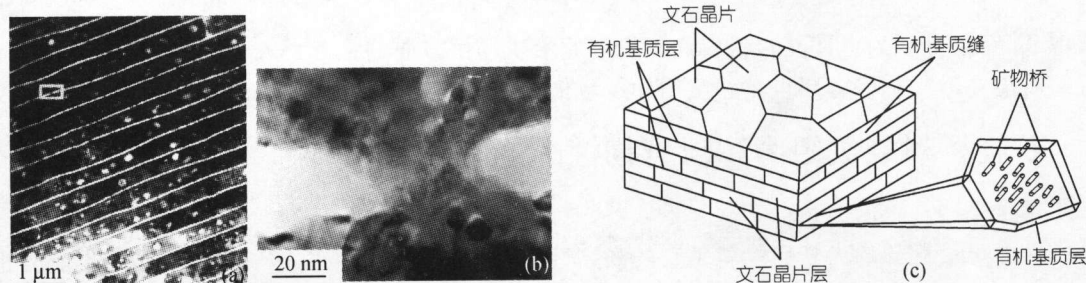 1 μm
(a)
20 nm
(b)
文石晶片
有机基质层
有机基质缝
矿物桥
有机基质层
文石晶片层
(c)